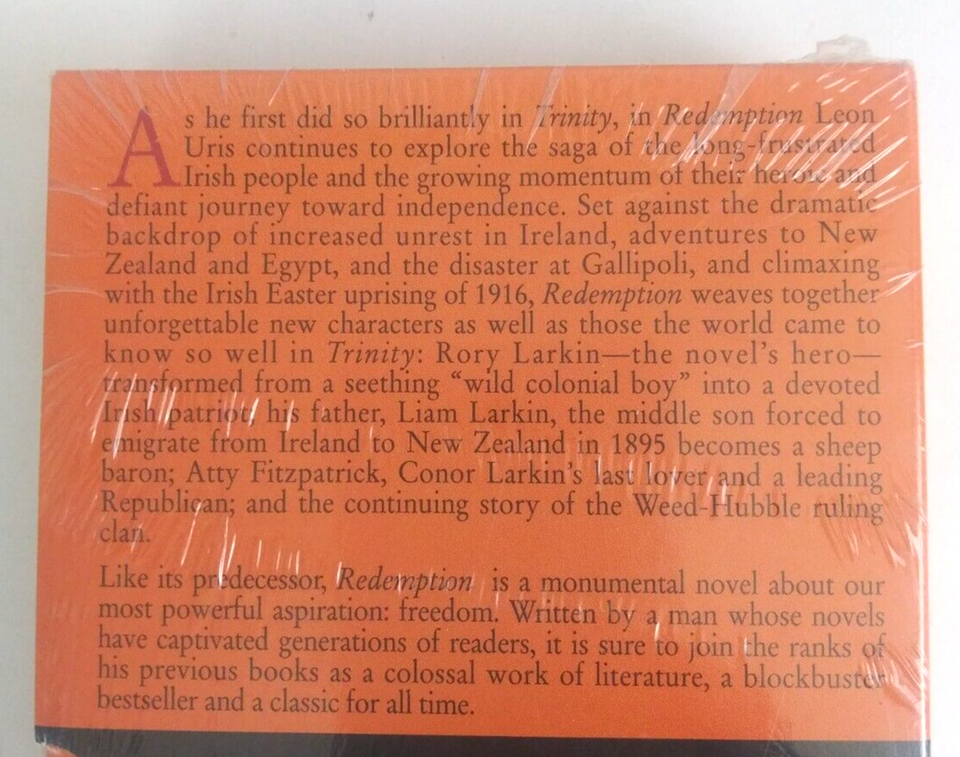 As he first did so brilliantly in Trinity, in Redemption Leon
Uris continues to explore the saga of the long-frustrated
Irish people and the growing momentum of their heroic and
defiant journey toward independence. Set against the dramatic
backdrop of increased unrest in Ireland, adventures to New
Zealand and Egypt, and the disaster at Gallipoli, and climaxing
with the Irish Easter uprising of 1916, Redemption weaves together
unforgettable new characters as well as those the world came to
know so well in Trinity: Rory Larkin—the novel's hero—
transformed from a seething “wild colonial boy” into a devoted
Irish patriot; his father, Liam Larkin, the middle son forced to
emigrate from Ireland to New Zealand in 1895 becomes a sheep
baron; Atty Fitzpatrick, Conor Larkin's last lover and a leading
Republican; and the continuing story of the Weed-Hubble ruling
clan.
Like its predecessor, Redemption is a monumental novel about our
most powerful aspiration: freedom. Written by a man whose novels
have captivated generations of readers, it is sure to join the ranks of
his previous books as a colossal work of literature, a blockbuster
bestseller and a classic for all time.